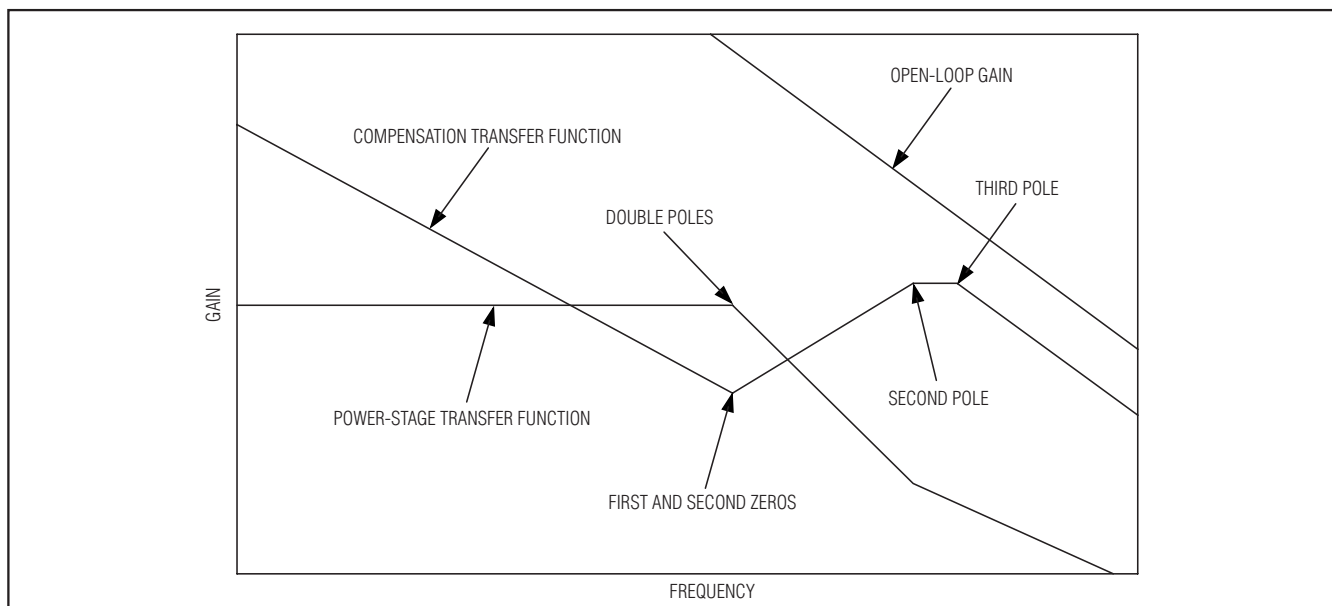 OPEN-LOOP GAIN
COMPENSATION TRANSFER FUNCTION
THIRD POLE
DOUBLE POLES
GAIN
SECOND POLE
POWER-STAGE TRANSFER FUNCTION
FIRST AND SECOND ZEROS
FREQUENCY